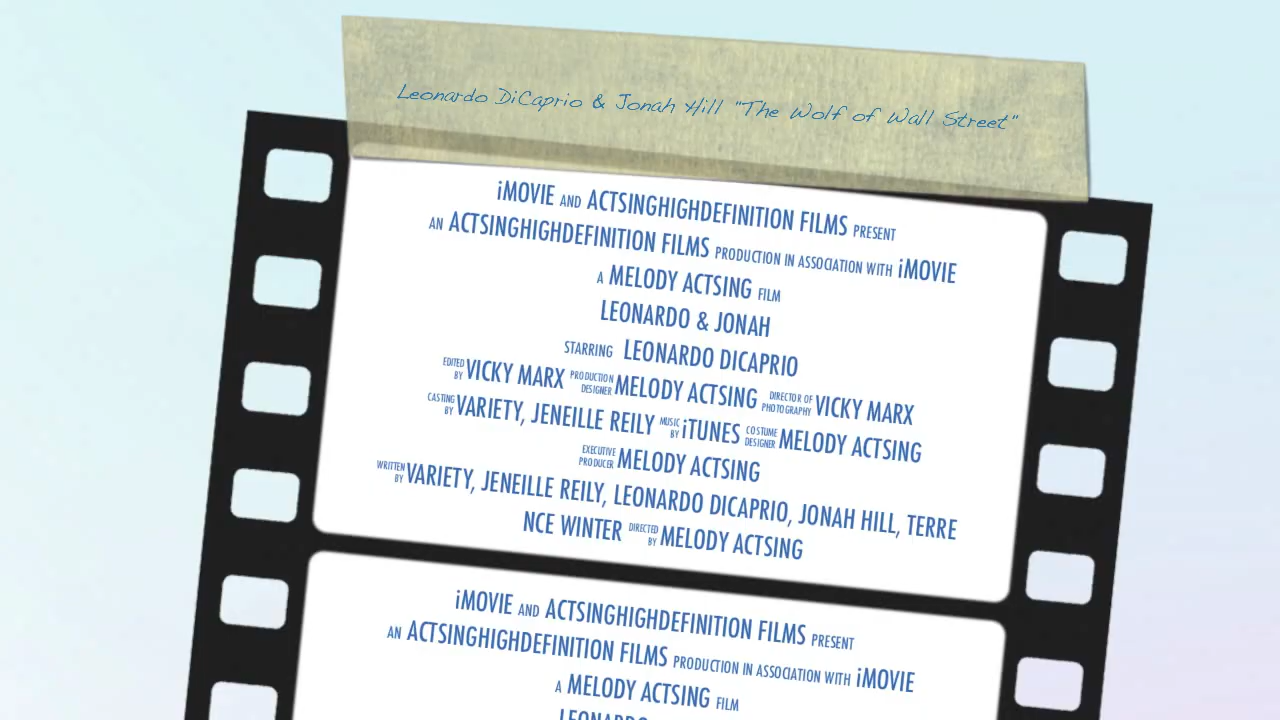 Leonardo DiCaprio & Jonah Hill "The Wolf of Wall Street"
iMOVIE AND ACTSINGHIGHDEFINITION FILMS PRESENT
AN ACTSINGHIGHDEFINITION FILMS PRODUCTION IN ASSOCIATION WITH iMOVIE
A MELODY ACTSING FILM
LEONARDO & JONAH
STARRING LEONARDO DICAPRIO
EDITED BY VICKY MARX PRODUCTION DESIGNER MELODY ACTSING DIRECTOR OF PHOTOGRAPHY VICKY MARX
CASTING BY VARIETY, JENEILLE REILY MUSIC BY iTUNES COSTUME DESIGNER MELODY ACTSING
EXECUTIVE PRODUCER MELODY ACTSING
WRITTEN BY VARIETY, JENEILLE REILY, LEONARDO DICAPRIO, JONAH HILL, TERRE
NCE WINTER DIRECTED BY MELODY ACTSING
iMOVIE AND ACTSINGHIGHDEFINITION FILMS PRESENT
AN ACTSINGHIGHDEFINITION FILMS PRODUCTION IN ASSOCIATION WITH iMOVIE
A MELODY ACTSING FILM